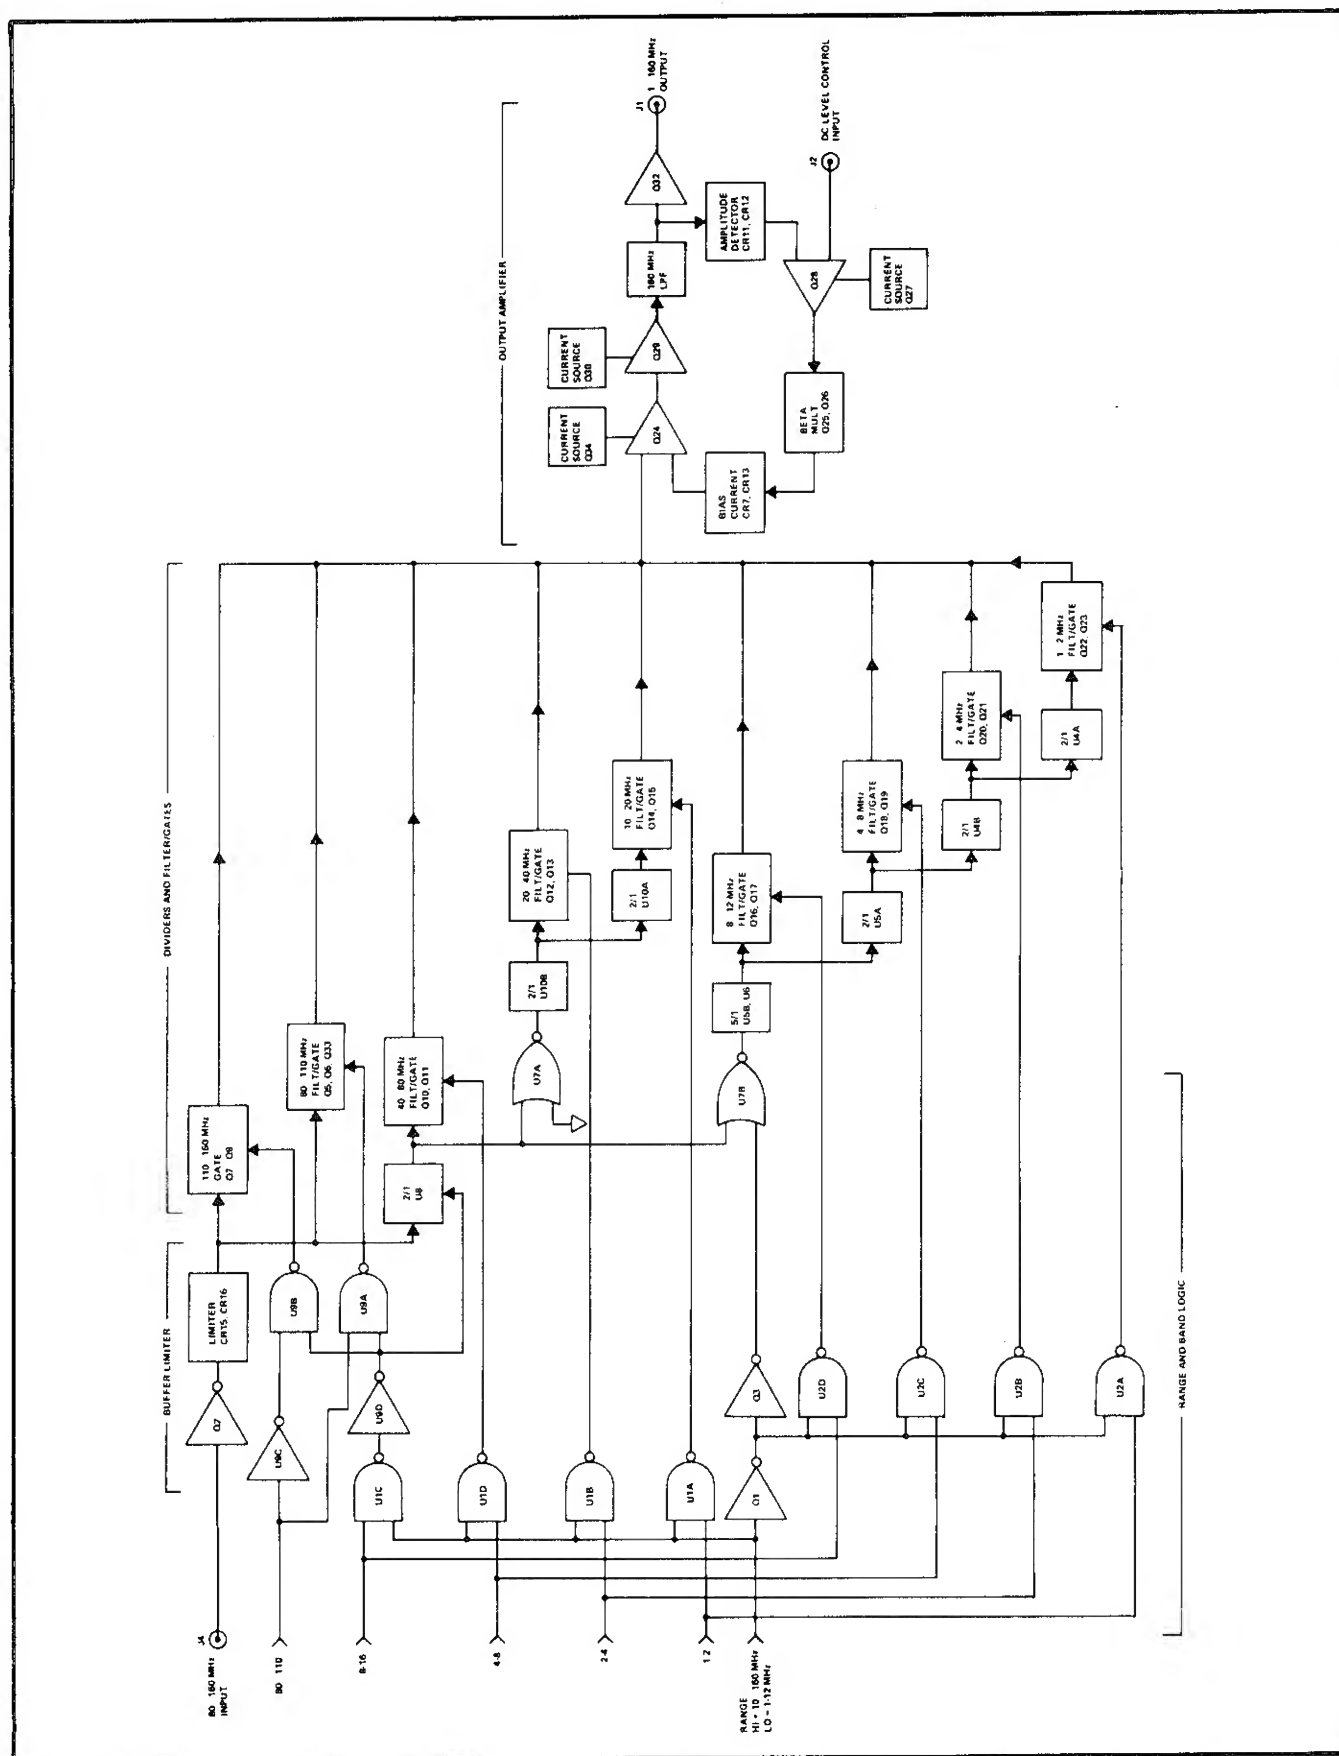 80 160 MHz
INPUT
J4
Q7
BUFFER LIMITER
LIMITER
CR15, CR16
DIVIDERS AND FILTER/GATES
110 160 MHz
GATE
80 110
U9C
U9B
80 110 MHz
FILT/GATE
Q5, Q6, Q33
U9A
8-16
U1C
U9D
2/1
U8
40 80 MHz
FILT/GATE
Q10, Q11
4-8
U1D
U7A
2/1
U10B
20 40 MHz
FILT/GATE
Q12, Q13
2-4
U1B
2/1
U10A
10 20 MHz
FILT/GATE
Q14, Q15
1-2
U1A
RANGE
HI = 10 160 MHz
LO = 1-12 MHz
Q1
Q3
U7B
5/1
U5B, U6
8 12 MHz
FILT/GATE
Q16, Q17
U2D
2/1
U5A
4 8 MHz
FILT/GATE
Q18, Q19
U2C
2/1
U4B
2 4 MHz
FILT/GATE
Q20, Q21
U2B
2/1
U4A
1 2 MHz
FILT/GATE
Q22, Q23
U2A
RANGE AND BAND LOGIC
OUTPUT AMPLIFIER
CURRENT
SOURCE
Q34
CURRENT
SOURCE
Q30
Q24
Q29
160 MHz
LPF
Q32
J1
1 160 MHz
OUTPUT
BIAS
CURRENT
CR7, CR13
BETA
MULT
Q25, Q26
AMPLITUDE
DETECTOR
CR11, CR12
Q28
CURRENT
SOURCE
Q27
J2
DC LEVEL CONTROL
INPUT